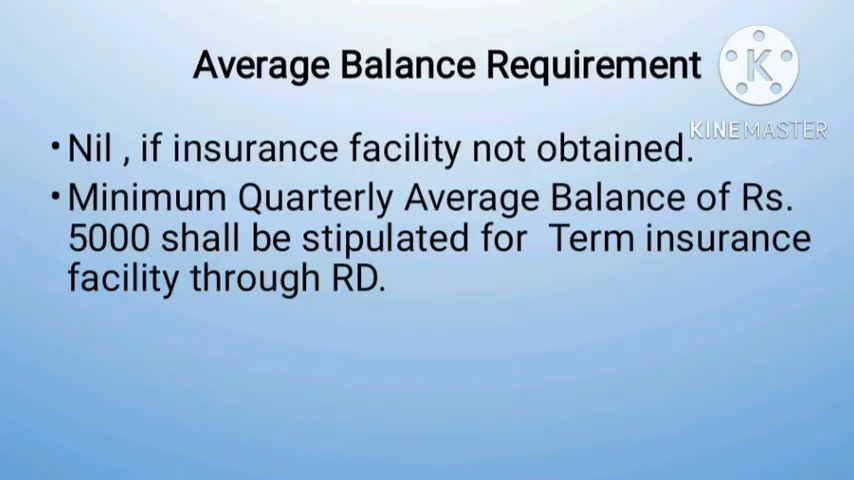 Average Balance Requirement
K
KINEMASTER
•Nil , if insurance facility not obtained.
•Minimum Quarterly Average Balance of Rs.
5000 shall be stipulated for  Term insurance
facility through RD.